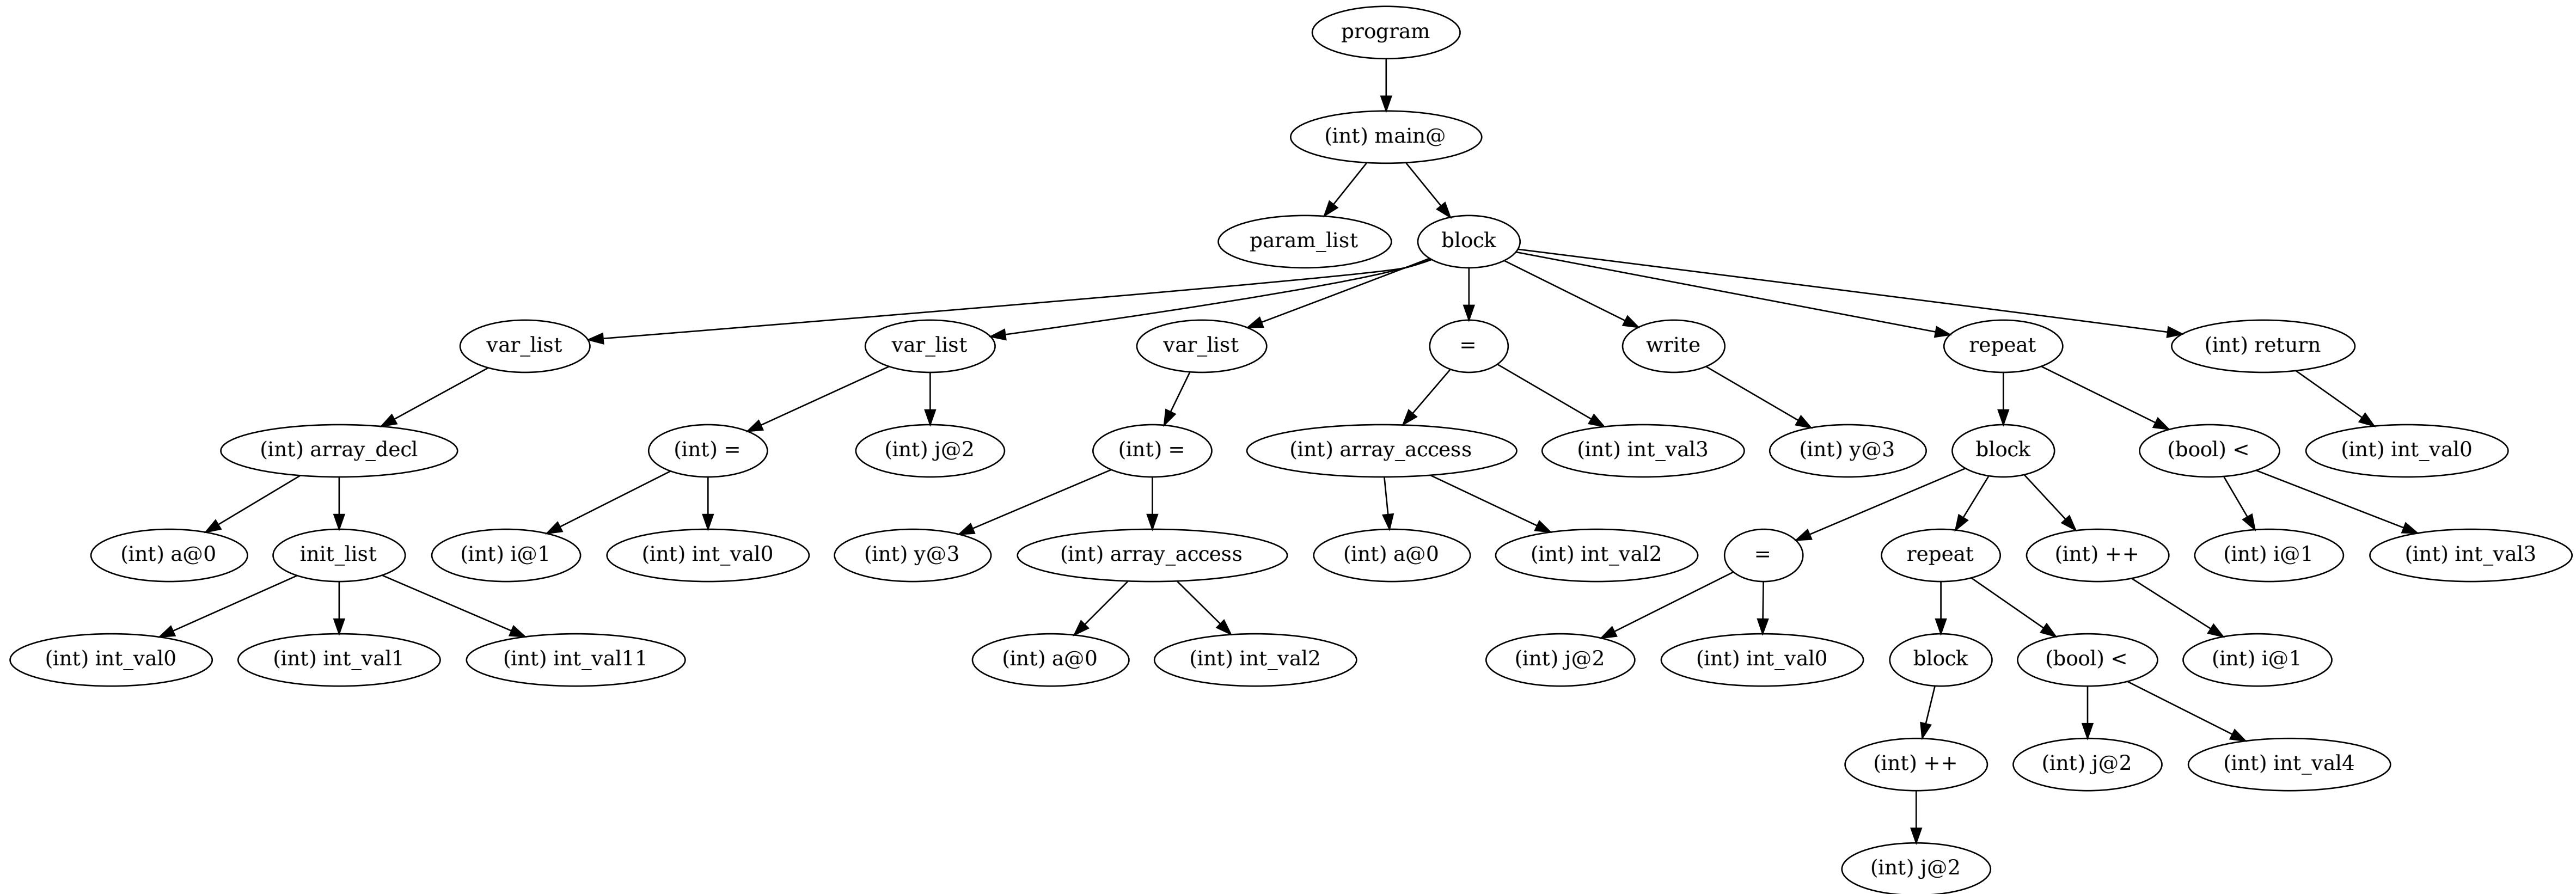 program
(int) main@
param_list
block
var_list
var_list
var_list
=
write
repeat
(int) return
(int) array_decl
(int) =
(int) j@2
(int) =
(int) array_access
(int) int_val3
(int) y@3
block
(bool) <
(int) int_val0
(int) a@0
init_list
(int) i@1
(int) int_val0
(int) y@3
(int) array_access
(int) a@0
(int) int_val2
=
repeat
(int) ++
(int) i@1
(int) int_val3
(int) int_val0
(int) int_val1
(int) int_val11
(int) a@0
(int) int_val2
(int) j@2
(int) int_val0
block
(bool) <
(int) i@1
(int) ++
(int) j@2
(int) int_val4
(int) j@2